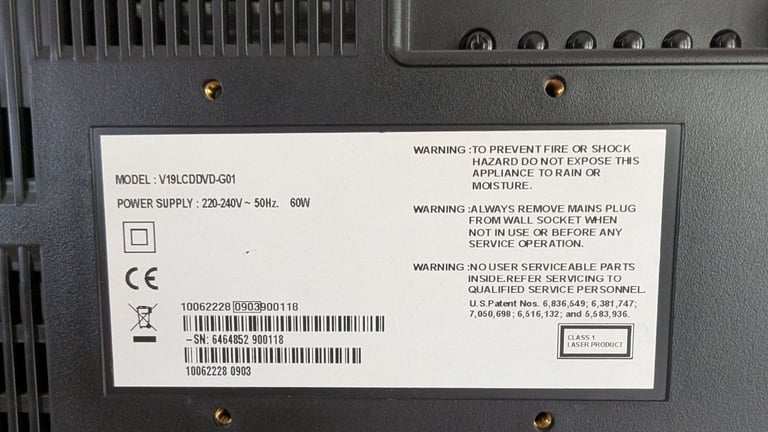 MODEL : V19LCDDVD-G01
POWER SUPPLY : 220-240V ~ 50Hz. 60W
CE
10062228 0903900118
-SN: 6464852 900118
10062228 0903
WARNING :TO PREVENT FIRE OR SHOCK
HAZARD DO NOT EXPOSE THIS
APPLIANCE TO RAIN OR
MOISTURE.
WARNING :ALWAYS REMOVE MAINS PLUG
FROM WALL SOCKET WHEN
NOT IN USE OR BEFORE ANY
SERVICE OPERATION.
WARNING :NO USER SERVICEABLE PARTS
INSIDE.REFER SERVICING TO
QUALIFIED SERVICE PERSONNEL.
U.S.Patent Nos. 6,836,549; 6,381,747;
7,050,698; 6,516,132; and 5,583,936.
CLASS 1
LASER PRODUCT